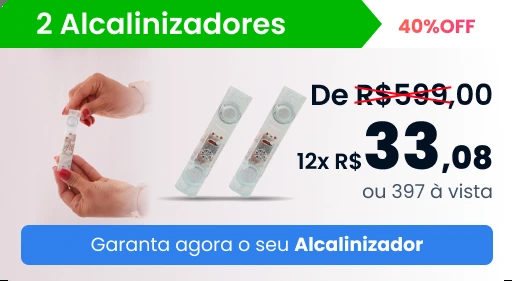 2 Alcalinizadores
40%OFF
De R$599,00
12x R$33,08
ou 397 à vista
Garanta agora o seu Alcalinizador